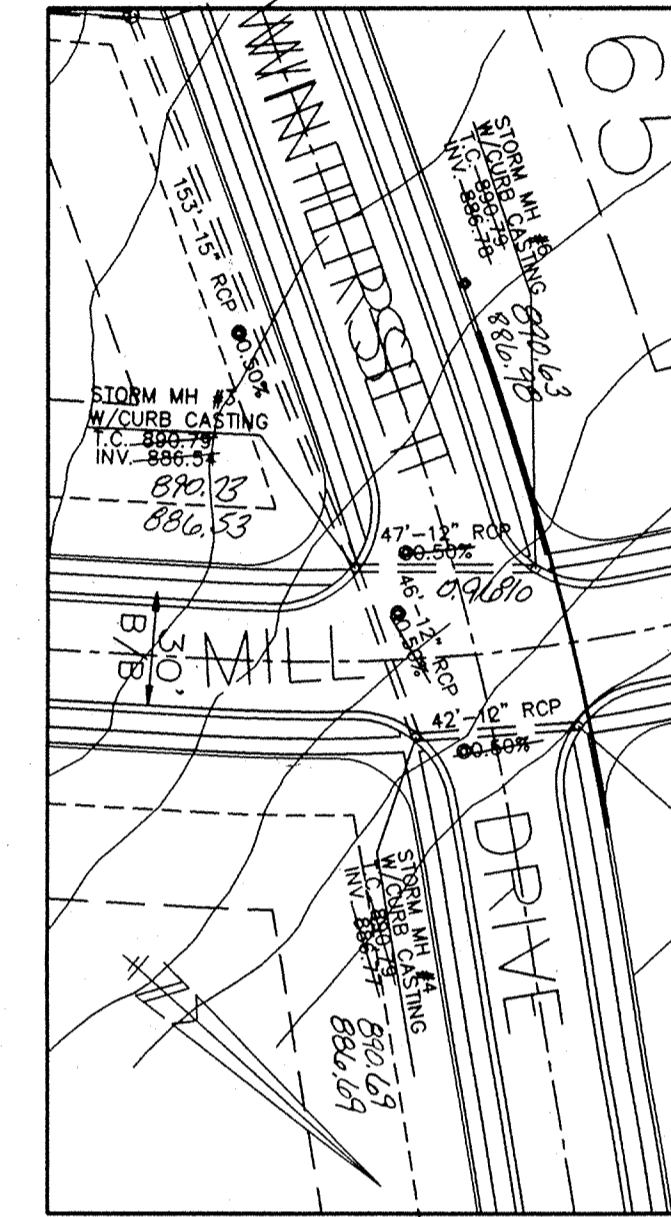 65
STORM MH #6
W/CURB CASTING
T.C. 890.79
INV. 886.78
890.63
886.98
153'-15" RCP
@0.50%
STORM MH #3
W/CURB CASTING
T.C. 890.79
INV. 886.54
890.23
886.53
47'-12" RCP
@0.50%
46'-12" RCP
@0.50%
30'
B/B
MILL
42'-12" RCP
@0.50%
DRIVE
STORM MH #4
W/CURB CASTING
T.C. 890.79
INV. 886.77
890.69
886.69